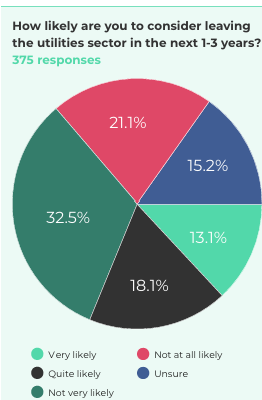 How likely are you to consider leaving
the utilities sector in the next 1-3 years?
375 responses
21.1%
15.2%
32.5%
13.1%
18.1%
Very likely
Not at all likely
Quite likely
Unsure
Not very likely